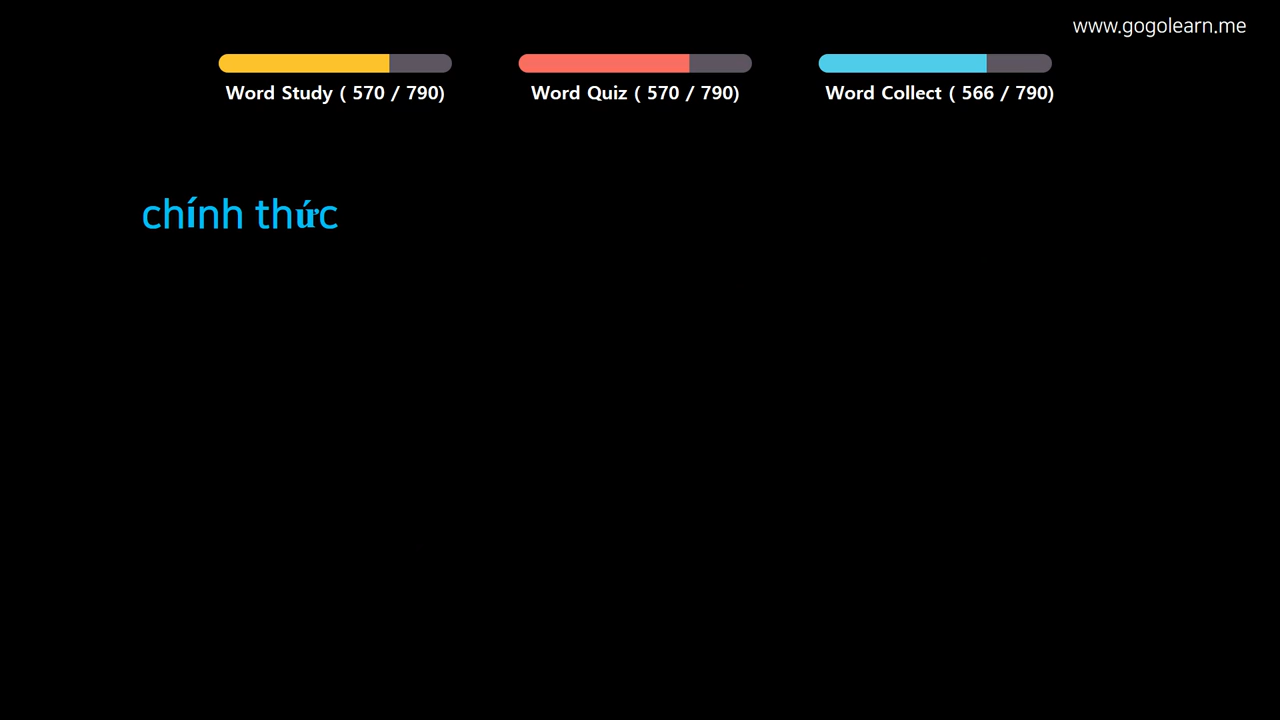 www.gogolearn.me
Word Study ( 570 / 790)
Word Quiz ( 570 / 790)
Word Collect ( 566 / 790)
chính thức